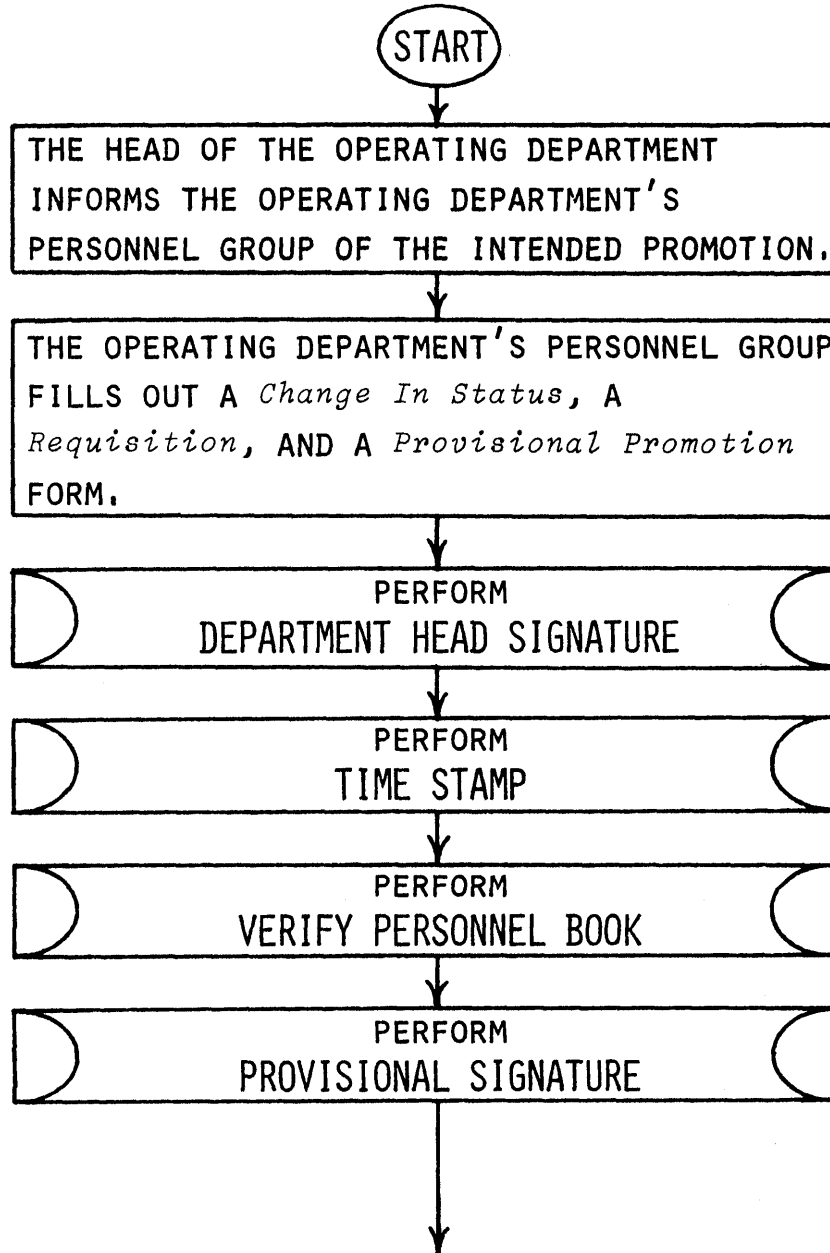 START
THE HEAD OF THE OPERATING DEPARTMENT
INFORMS THE OPERATING DEPARTMENT'S
PERSONNEL GROUP OF THE INTENDED PROMOTION.
THE OPERATING DEPARTMENT'S PERSONNEL GROUP
FILLS OUT A Change In Status, A
Requisition, AND A Provisional Promotion
FORM.
PERFORM
DEPARTMENT HEAD SIGNATURE
PERFORM
TIME STAMP
PERFORM
VERIFY PERSONNEL BOOK
PERFORM
PROVISIONAL SIGNATURE